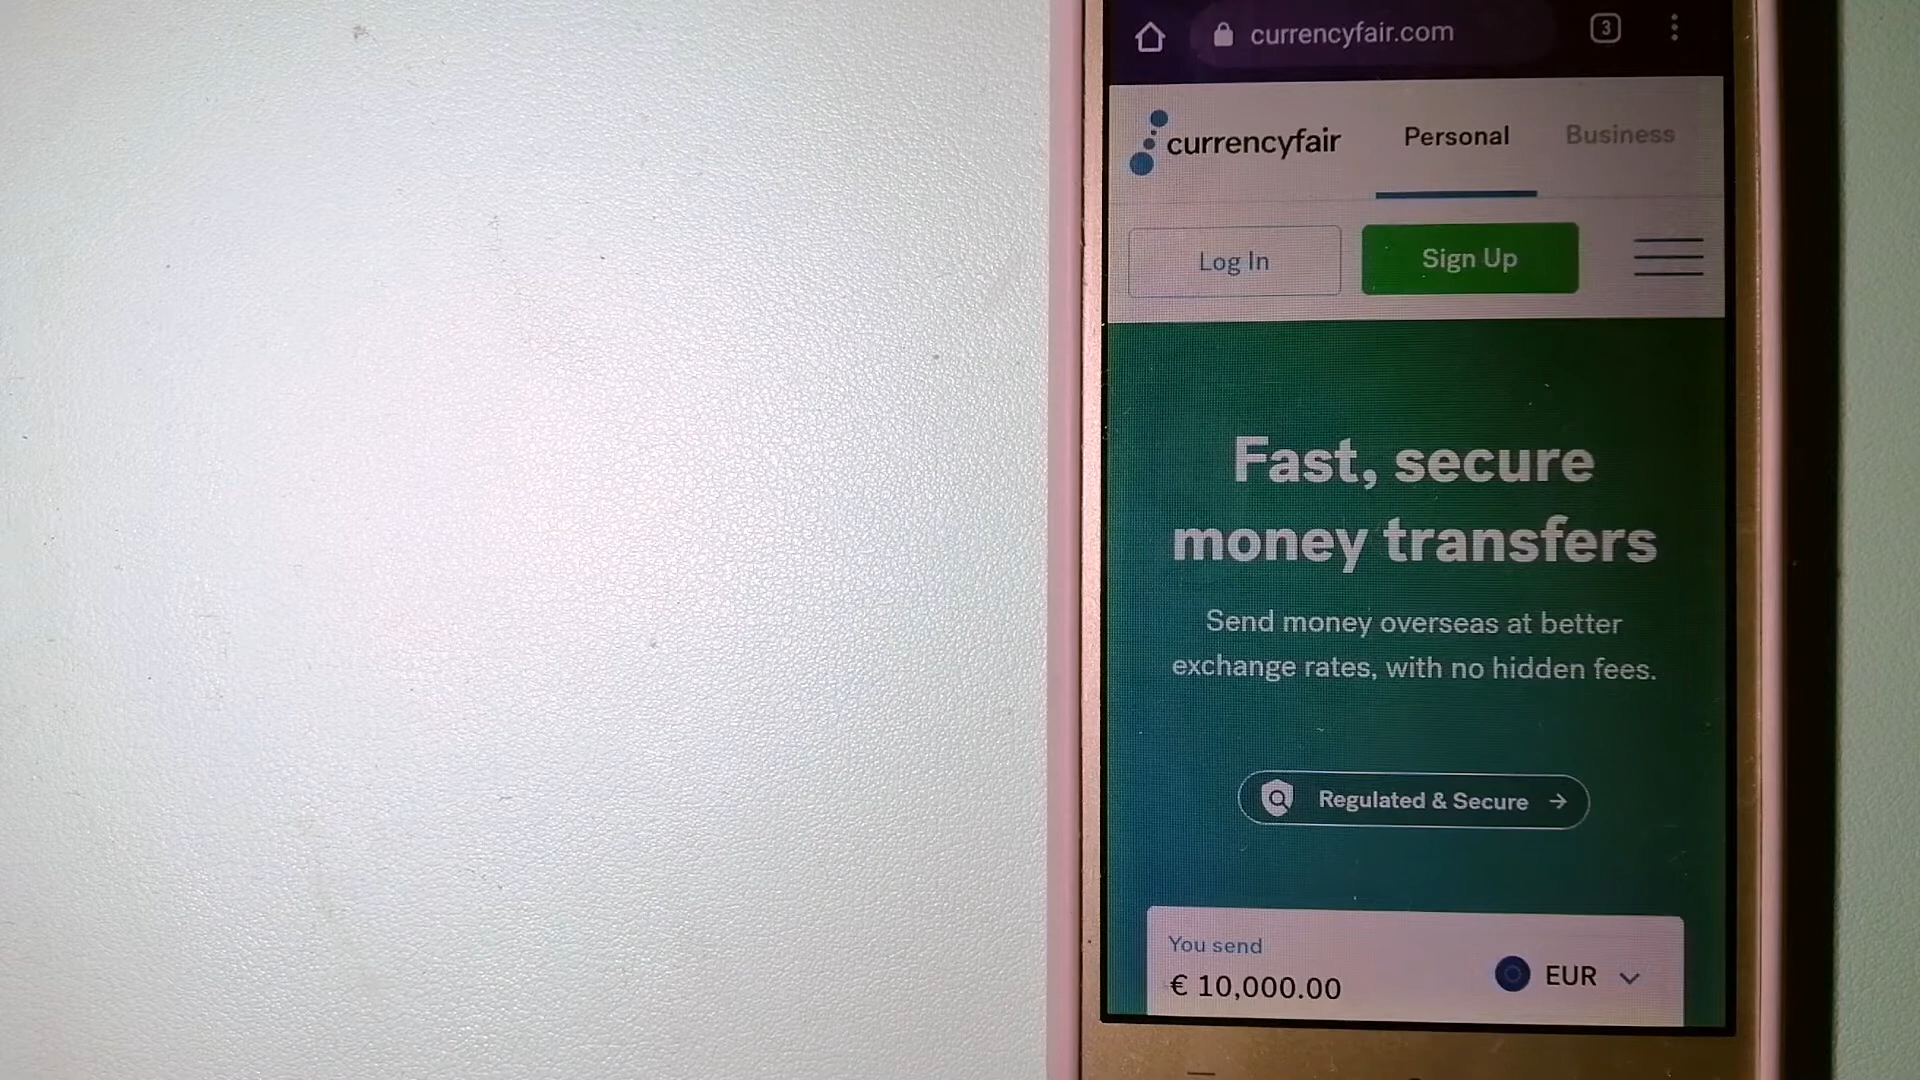 currencyfair.com
3
currencyfair
Personal
Business
Log In
Sign Up
Fast, secure
money transfers
Send money overseas at better
exchange rates, with no hidden fees.
Regulated & Secure →
You send
€ 10,000.00
EUR